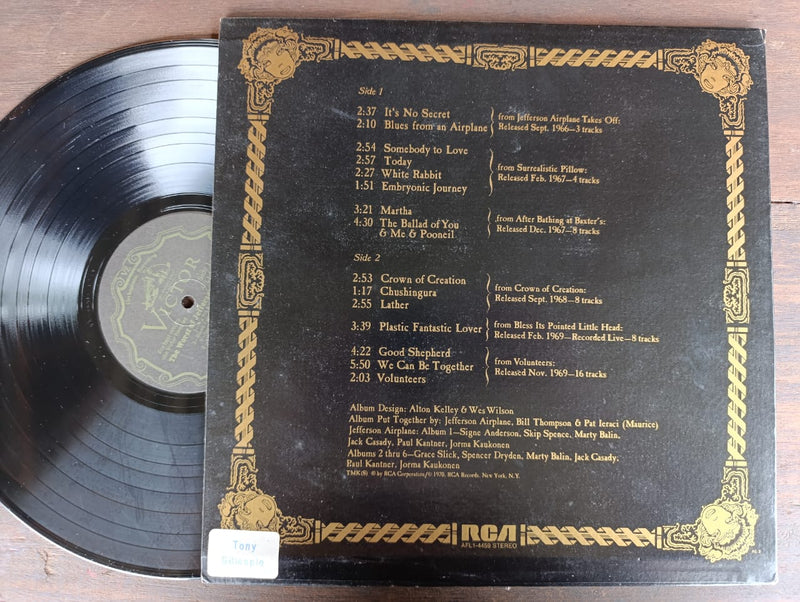 Side 1
2:37 It's No Secret
2:10 Blues from an Airplane
from Jefferson Airplane Takes Off:
Released Sept. 1966—3 tracks
2:54 Somebody to Love
2:57 Today
2:27 White Rabbit
1:51 Embryonic Journey
from Surrealistic Pillow:
Released Feb. 1967—4 tracks
3:21 Martha
4:30 The Ballad of You
& Me & Pooneil
from After Bathing at Baxter's:
Released Dec. 1967—8 tracks
Side 2
2:53 Crown of Creation
1:17 Chushingura
2:55 Lather
from Crown of Creation:
Released Sept. 1968—8 tracks
3:39 Plastic Fantastic Lover
from Bless Its Pointed Little Head:
Released Feb. 1969—Recorded Live—8 tracks
4:22 Good Shepherd
5:50 We Can Be Together
2:03 Volunteers
from Volunteers:
Released Nov. 1969—16 tracks
Album Design: Alton Kelley & Wes Wilson
Album Put Together by: Jefferson Airplane, Bill Thompson & Pat Ieraci (Maurice)
Jefferson Airplane: Album 1—Signe Anderson, Skip Spence, Marty Balin,
Jack Casady, Paul Kantner, Jorma Kaukonen
Albums 2 thru 6—Grace Slick, Spencer Dryden, Marty Balin, Jack Casady,
Paul Kantner, Jorma Kaukonen
TMK(S) ® by RCA Corporation/© 1970, RCA Records, New York, N.Y.
RCA
AFL1-4459 STEREO
Tony
Gillespie
VICTOR